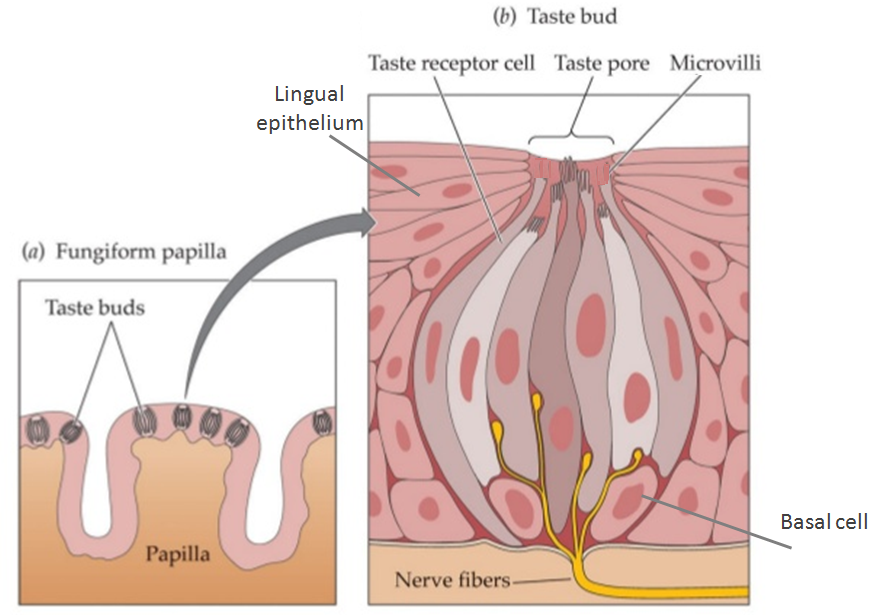 (b) Taste bud
Taste receptor cell
Taste pore
Microvilli
Lingual
epithelium
(a) Fungiform papilla
Taste buds
Papilla
Basal cell
Nerve fibers